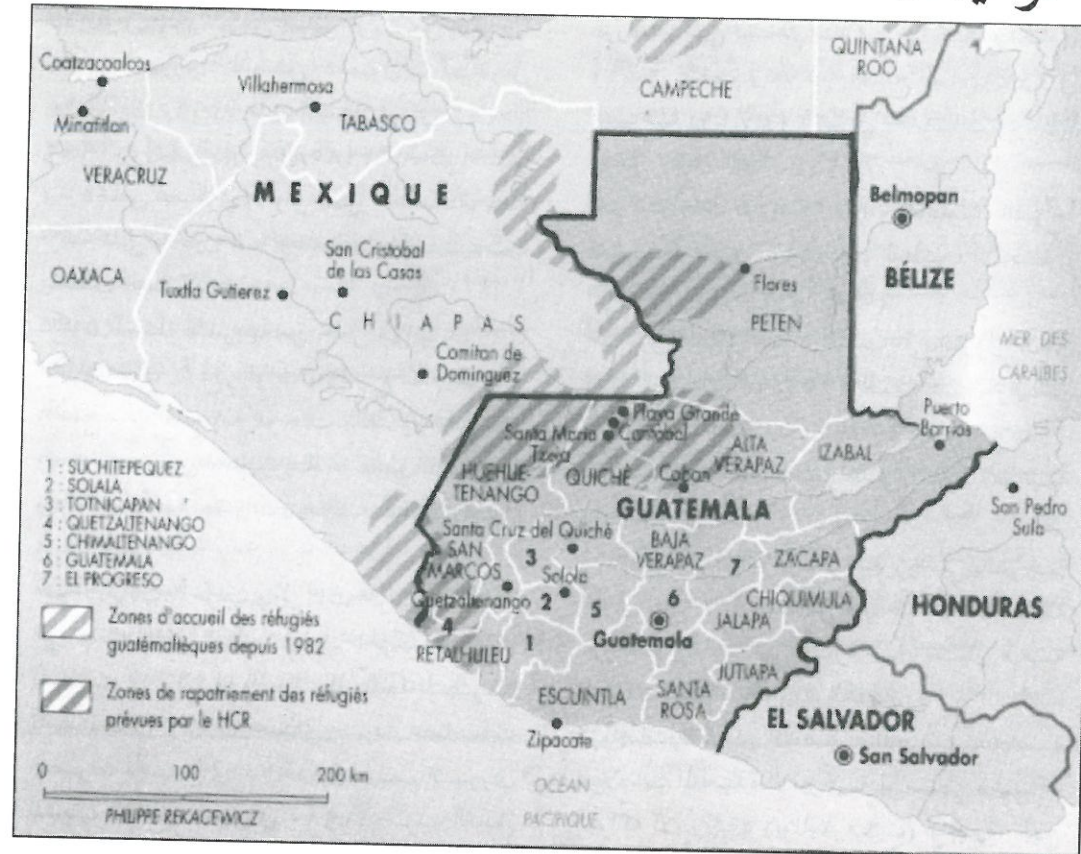 QUINTANA
ROO
Coatzacoalcos
Villahermosa
CAMPECHE
Minatitlan
TABASCO
VERACRUZ
MEXIQUE
Belmopan
San Cristobal
de las Casas
OAXACA
Tuxtla Gutierez
BÉLIZE
Flores
CHIAPAS
PETEN
MER DES
CARAÏBES
Comitan de
Dominguez
Playa Grande
Puerto
Barrios
Santa Maria
Tzeja
Cantabal
ALTA
VERAPAZ
IZABAL
HUEHUE-
TENANGO
QUICHÉ
Coban
GUATEMALA
San Pedro
Sula
1 : SUCHITEPEQUEZ
2 : SOLALA
3 : TOTNICAPAN
4 : QUETZALTENANGO
5 : CHIMALTENANGO
6 : GUATEMALA
7 : EL PROGRESO
Santa Cruz del Quiché
BAJA
VERAPAZ
SAN
MARCOS
3
7
ZACAPA
Solola
Quetzaltenango
2
5
6
CHIQUIMULA
HONDURAS
4
Guatemala
JALAPA
Zones d'accueil des réfugiés
guatémaltèques depuis 1982
RETALHULEU
1
JUTIAPA
Zones de rapatriement des réfugiés
prévues par le HCR
ESCUINTLA
SANTA
ROSA
EL SALVADOR
Zipacate
San Salvador
0 100 200 km
OCÉAN
PACIFIQUE
PHILIPPE REKACEWICZ